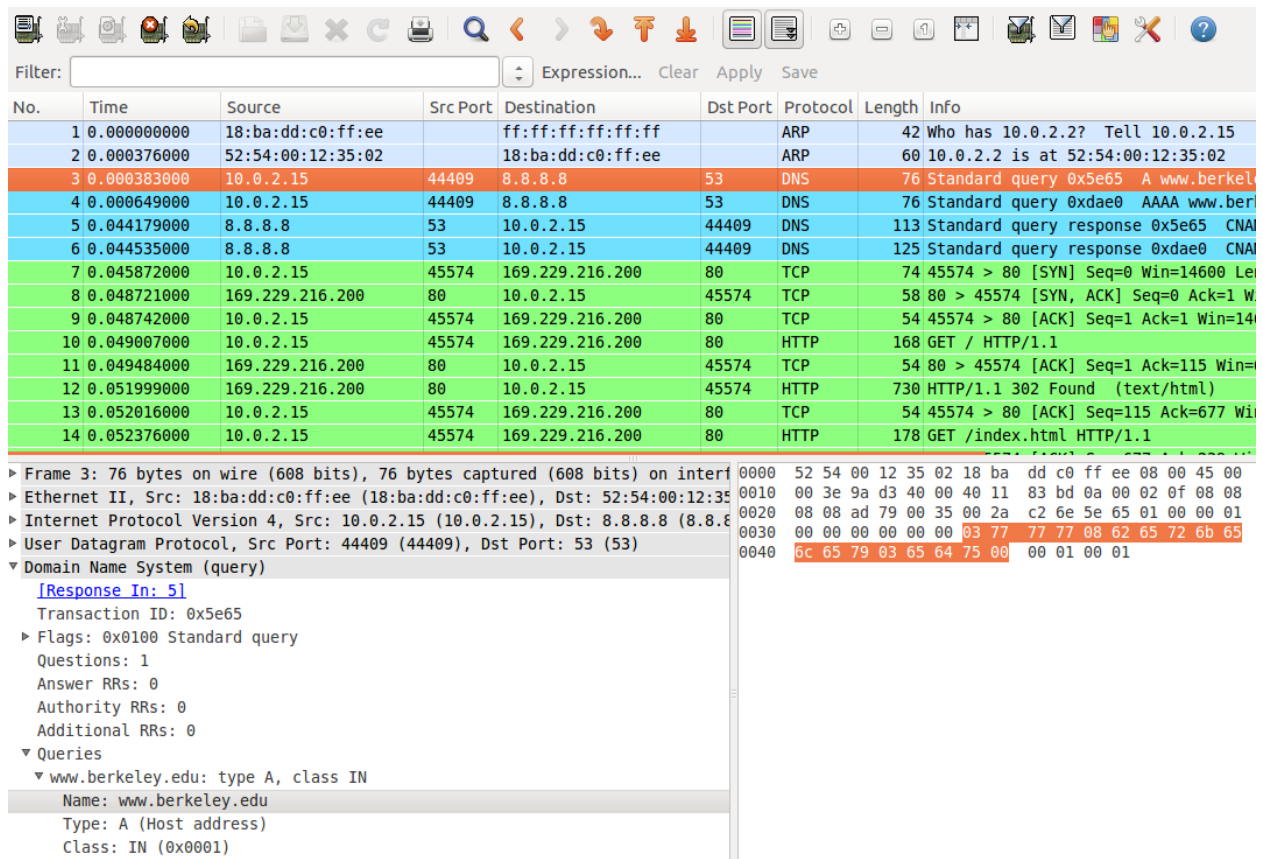 Filter: Expression... Clear Apply Save
No. Time Source Src Port Destination Dst Port Protocol Length Info
1 0.000000000 18:ba:dd:c0:ff:ee ff:ff:ff:ff:ff:ff ARP 42 Who has 10.0.2.2? Tell 10.0.2.15
2 0.000376000 52:54:00:12:35:02 18:ba:dd:c0:ff:ee ARP 60 10.0.2.2 is at 52:54:00:12:35:02
3 0.000383000 10.0.2.15 44409 8.8.8.8 53 DNS 76 Standard query 0x5e65 A www.berkel
4 0.000649000 10.0.2.15 44409 8.8.8.8 53 DNS 76 Standard query 0xdae0 AAAA www.ber
5 0.044179000 8.8.8.8 53 10.0.2.15 44409 DNS 113 Standard query response 0x5e65 CNA
6 0.044535000 8.8.8.8 53 10.0.2.15 44409 DNS 125 Standard query response 0xdae0 CNA
7 0.045872000 10.0.2.15 45574 169.229.216.200 80 TCP 74 45574 > 80 [SYN] Seq=0 Win=14600 Le
8 0.048721000 169.229.216.200 80 10.0.2.15 45574 TCP 58 80 > 45574 [SYN, ACK] Seq=0 Ack=1 W
9 0.048742000 10.0.2.15 45574 169.229.216.200 80 TCP 54 45574 > 80 [ACK] Seq=1 Ack=1 Win=14
10 0.049007000 10.0.2.15 45574 169.229.216.200 80 HTTP 168 GET / HTTP/1.1
11 0.049484000 169.229.216.200 80 10.0.2.15 45574 TCP 54 80 > 45574 [ACK] Seq=1 Ack=115 Win=
12 0.051999000 169.229.216.200 80 10.0.2.15 45574 HTTP 730 HTTP/1.1 302 Found (text/html)
13 0.052016000 10.0.2.15 45574 169.229.216.200 80 TCP 54 45574 > 80 [ACK] Seq=115 Ack=677 Wi
14 0.052376000 10.0.2.15 45574 169.229.216.200 80 HTTP 178 GET /index.html HTTP/1.1
Frame 3: 76 bytes on wire (608 bits), 76 bytes captured (608 bits) on interf
Ethernet II, Src: 18:ba:dd:c0:ff:ee (18:ba:dd:c0:ff:ee), Dst: 52:54:00:12:35
Internet Protocol Version 4, Src: 10.0.2.15 (10.0.2.15), Dst: 8.8.8.8 (8.8.8
User Datagram Protocol, Src Port: 44409 (44409), Dst Port: 53 (53)
Domain Name System (query)
[Response In: 5]
Transaction ID: 0x5e65
Flags: 0x0100 Standard query
Questions: 1
Answer RRs: 0
Authority RRs: 0
Additional RRs: 0
Queries
www.berkeley.edu: type A, class IN
Name: www.berkeley.edu
Type: A (Host address)
Class: IN (0x0001)
0000 52 54 00 12 35 02 18 ba dd c0 ff ee 08 00 45 00
0010 00 3e 9a d3 40 00 40 11 83 bd 0a 00 02 0f 08 08
0020 08 08 ad 79 00 35 00 2a c2 6e 5e 65 01 00 00 01
0030 00 00 00 00 00 00 03 77 77 77 08 62 65 72 6b 65
0040 6c 65 79 03 65 64 75 00 00 01 00 01